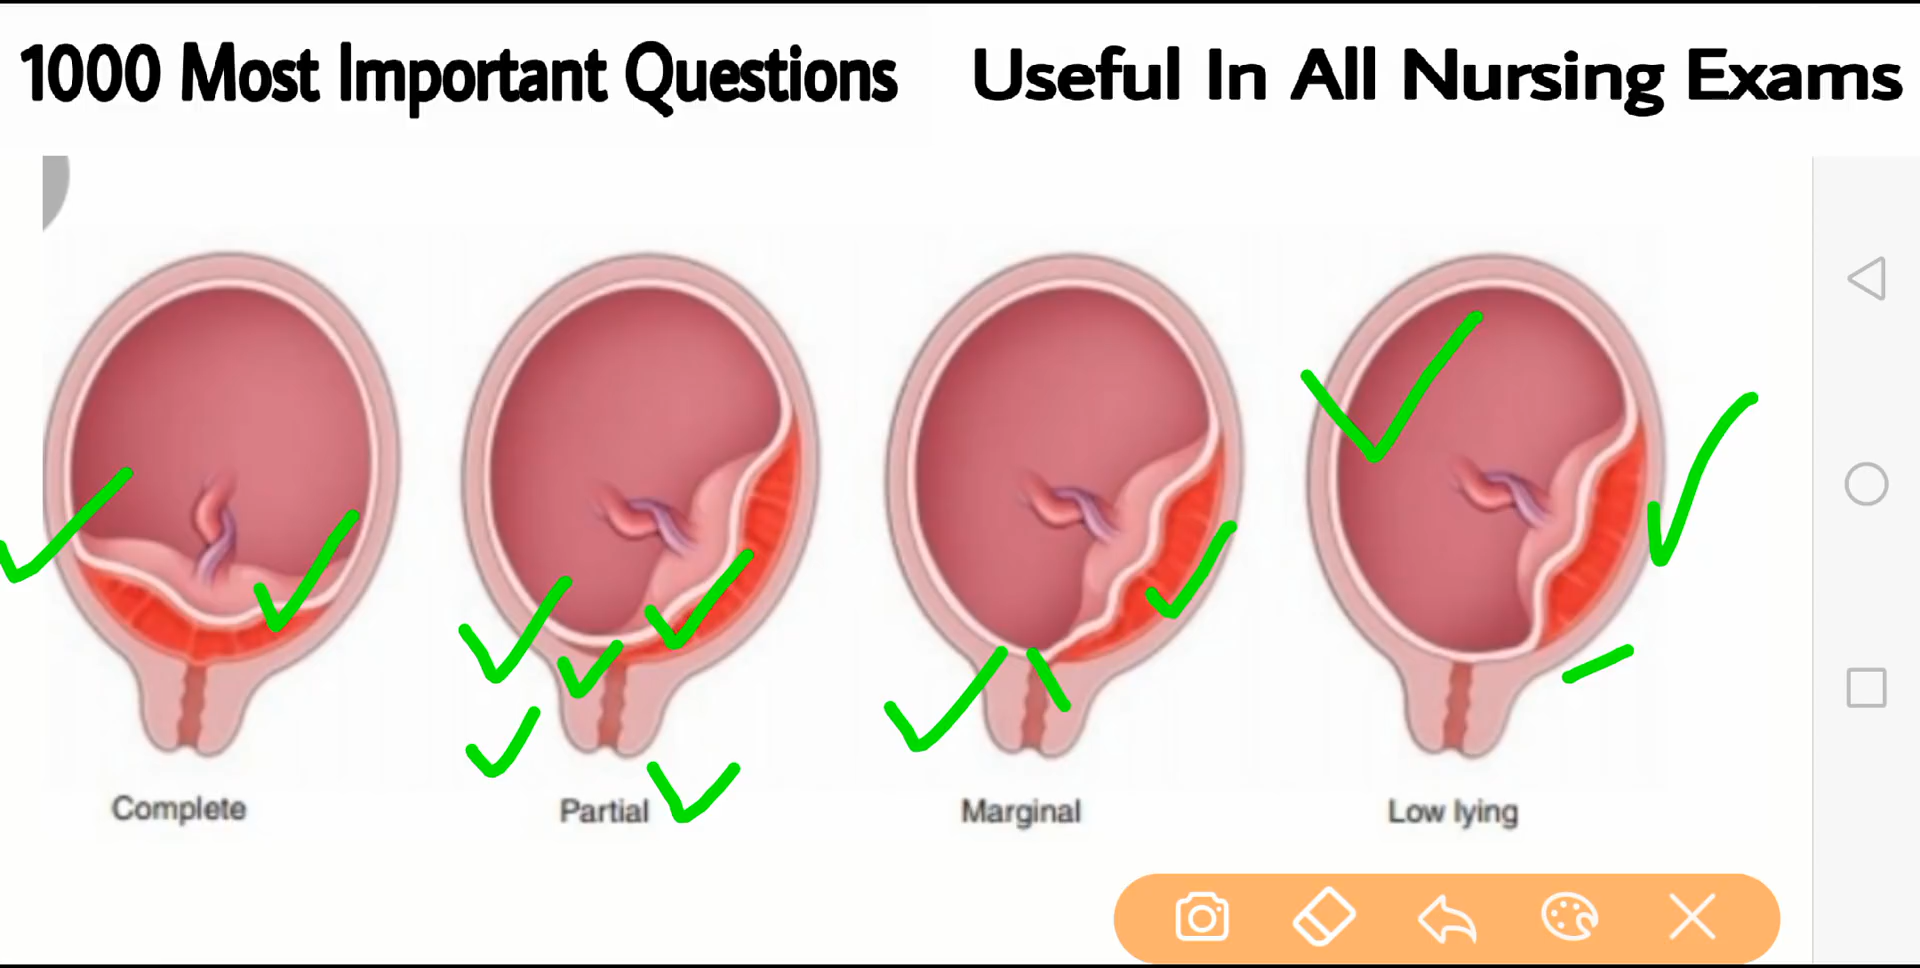 1000 Most Important Questions Useful In All Nursing Exams
Complete Partial Marginal Low lying